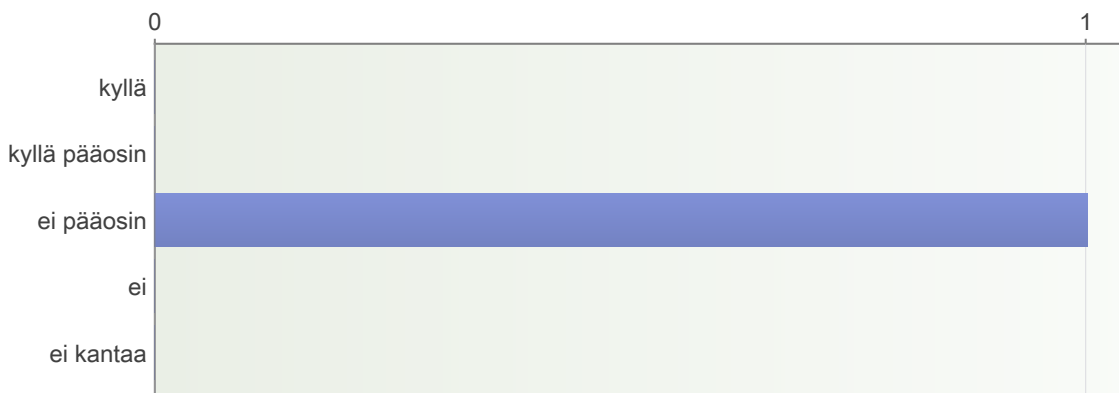 0 1
kyllä
kyllä pääosin
ei pääosin
ei
ei kantaa